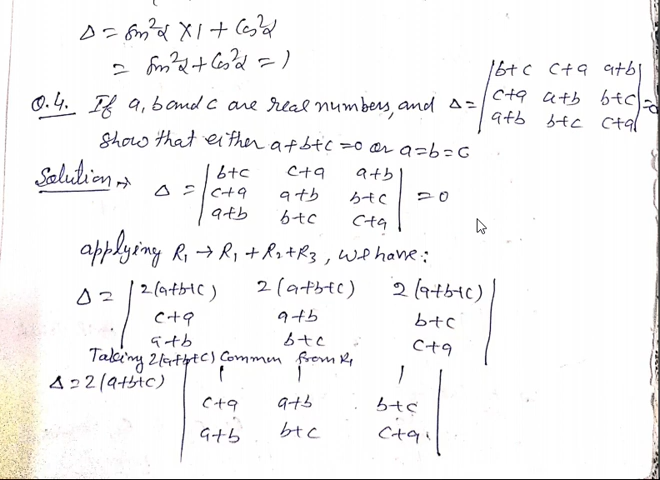 Δ = Sin²α × 1 + Cos²α
= Sin²α + Cos²α = 1
Q.4. If a, b and c are real numbers, and Δ = | b+c c+a a+b |
| c+a a+b b+c | = 0
| a+b b+c c+a |
Show that either a+b+c = 0 or a = b = c
Solution → Δ = | b+c c+a a+b |
| c+a a+b b+c | = 0
| a+b b+c c+a |
applying R₁ → R₁ + R₂ + R₃, we have:
Δ = | 2(a+b+c) 2(a+b+c) 2(a+b+c) |
| c+a a+b b+c |
| a+b b+c c+a |
Taking 2(a+b+c) Common from R₁
Δ = 2(a+b+c) | 1 1 1 |
| c+a a+b b+c |
| a+b b+c c+a |